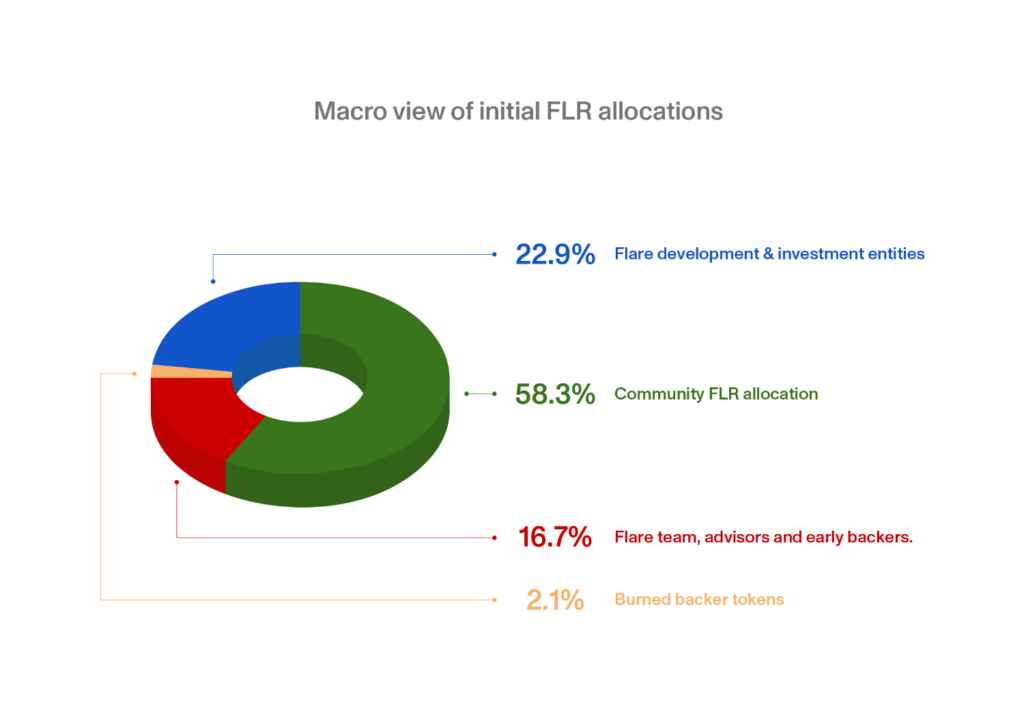 Macro view of initial FLR allocations
22.9% Flare development & investment entities
58.3% Community FLR allocation
16.7% Flare team, advisors and early backers.
2.1% Burned backer tokens